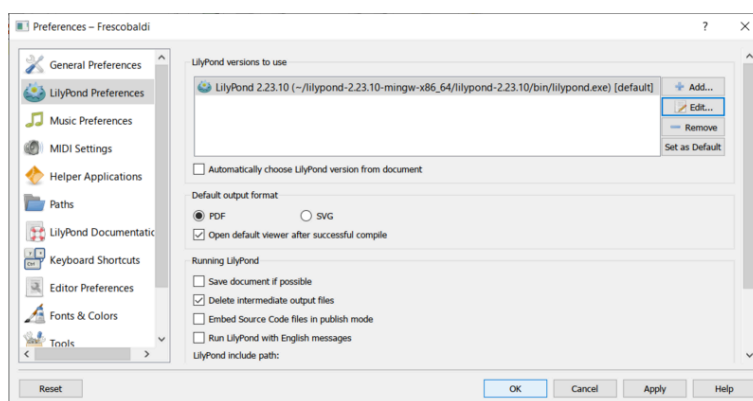 Preferences – Frescobaldi
?
General Preferences
LilyPond Preferences
Music Preferences
MIDI Settings
Helper Applications
Paths
LilyPond Documentatic
Keyboard Shortcuts
Editor Preferences
Fonts & Colors
Tools
LilyPond versions to use
LilyPond 2.23.10 (~/lilypond-2.23.10-mingw-x86_64/lilypond-2.23.10/bin/lilypond.exe) [default]
Add...
Edit...
Remove
Set as Default
Automatically choose LilyPond version from document
Default output format
PDF
SVG
Open default viewer after successful compile
Running LilyPond
Save document if possible
Delete intermediate output files
Embed Source Code files in publish mode
Run LilyPond with English messages
LilyPond include path:
Reset
OK
Cancel
Apply
Help